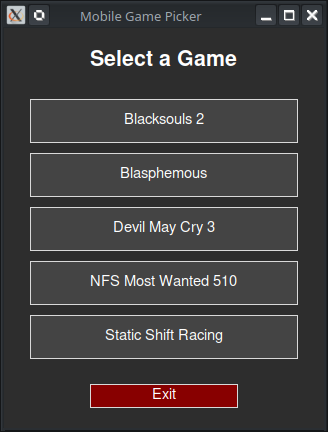 Mobile Game Picker
Select a Game
Blacksouls 2
Blasphemous
Devil May Cry 3
NFS Most Wanted 510
Static Shift Racing
Exit